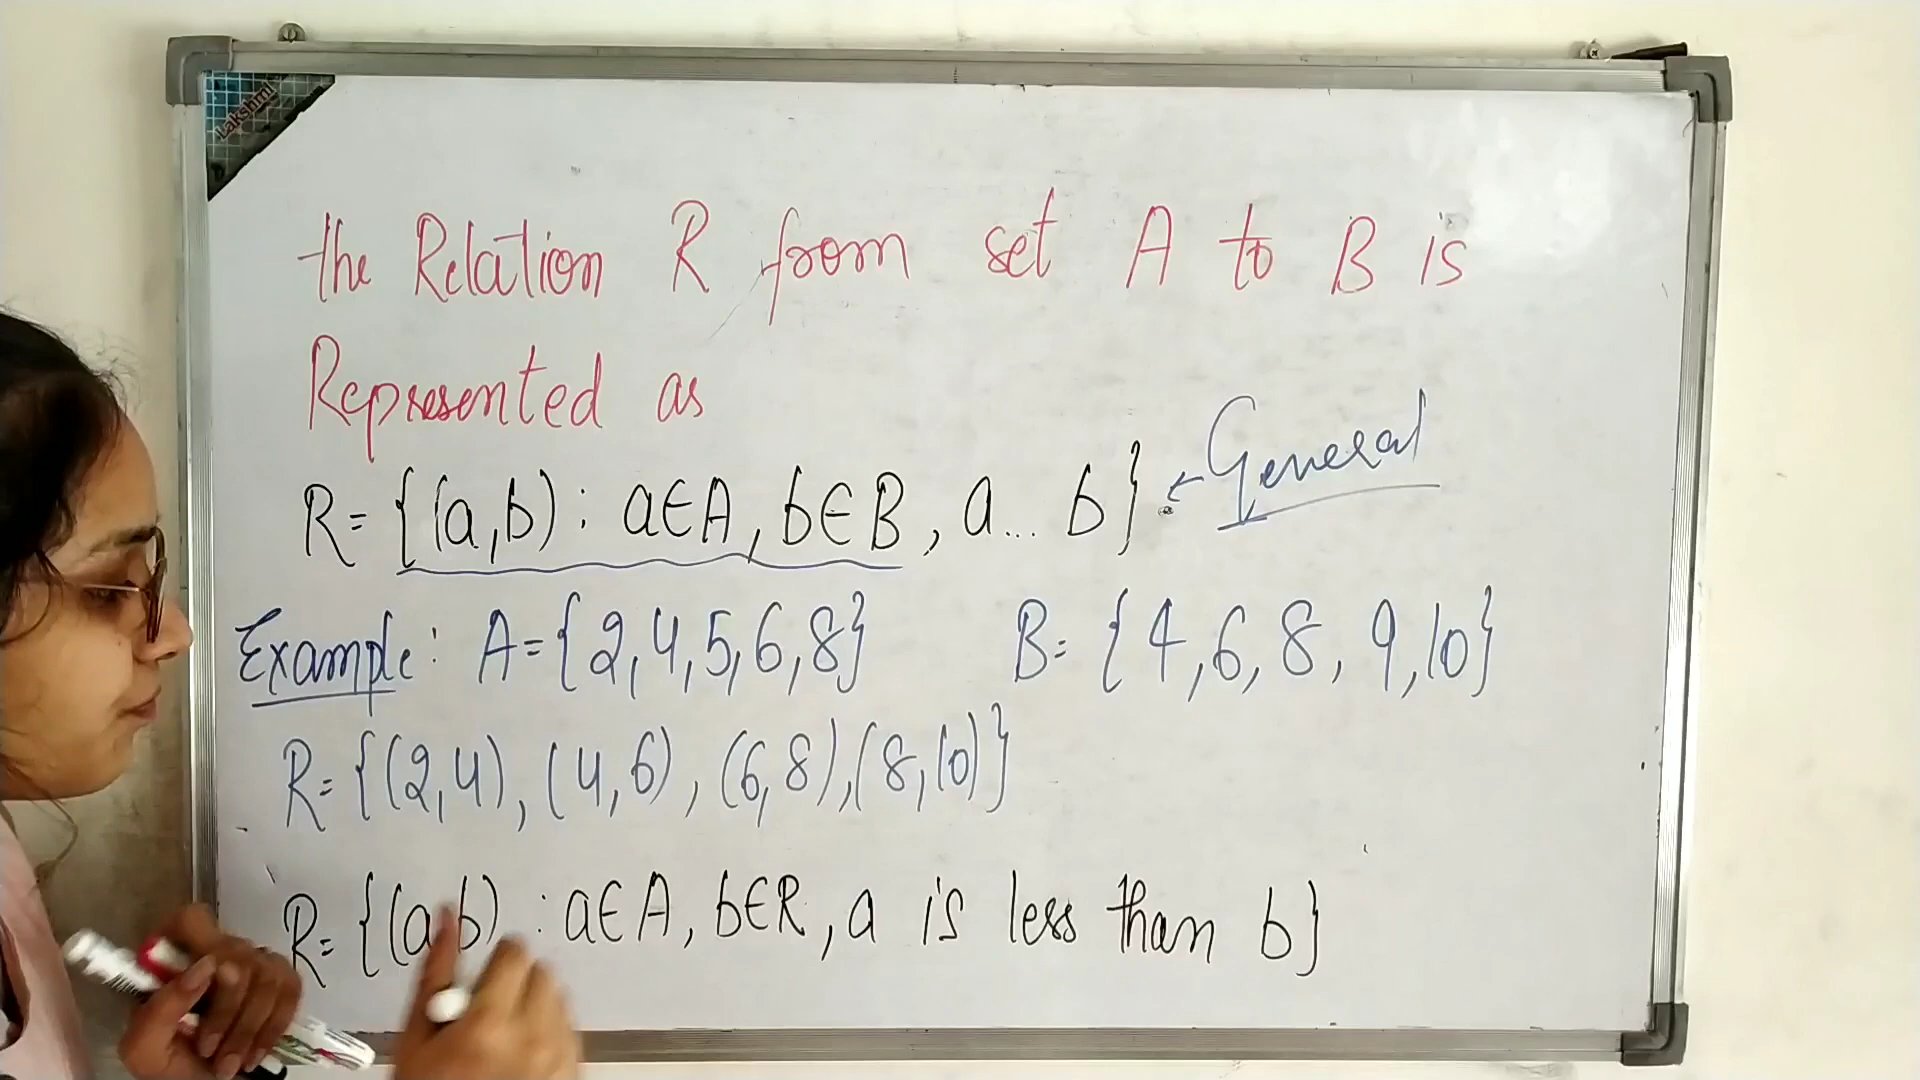 Lakshmi
the Relation R from set A to B is
Represented as
R = {(a,b) : a∈A, b∈B, a... b} ← General
Example: A={2,4,5,6,8} B= {4,6,8,9,10}
R= {(2,4), (4,6), (6,8),(8,10)}
R= {(a,b) : a∈A, b∈R, a is less than b}